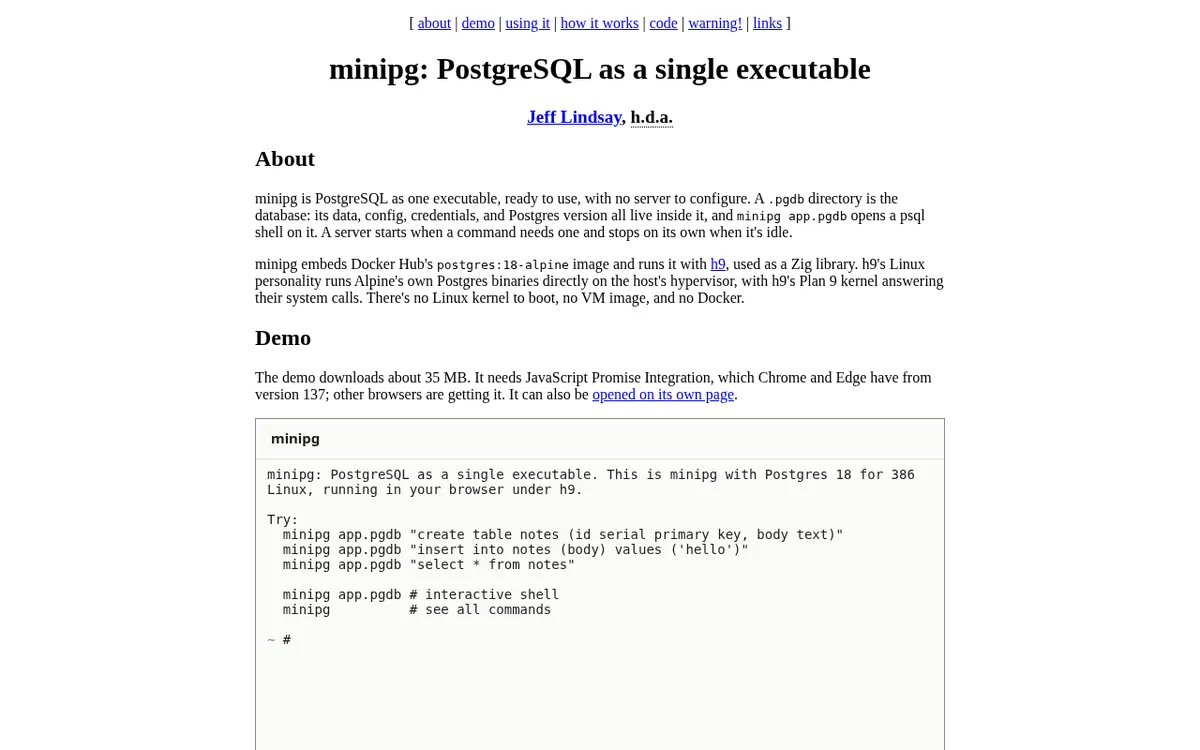 [ about | demo | using it | how it works | code | warning! | links ]
minipg: PostgreSQL as a single executable
Jeff Lindsay, h.d.a.
About
minipg is PostgreSQL as one executable, ready to use, with no server to configure. A .pgdb directory is the
database: its data, config, credentials, and Postgres version all live inside it, and minipg app.pgdb opens a psql
shell on it. A server starts when a command needs one and stops on its own when it's idle.
minipg embeds Docker Hub's postgres:18-alpine image and runs it with h9, used as a Zig library. h9's Linux
personality runs Alpine's own Postgres binaries directly on the host's hypervisor, with h9's Plan 9 kernel answering
their system calls. There's no Linux kernel to boot, no VM image, and no Docker.
Demo
The demo downloads about 35 MB. It needs JavaScript Promise Integration, which Chrome and Edge have from
version 137; other browsers are getting it. It can also be opened on its own page.
minipg
minipg: PostgreSQL as a single executable. This is minipg with Postgres 18 for 386
Linux, running in your browser under h9.
Try:
minipg app.pgdb "create table notes (id serial primary key, body text)"
minipg app.pgdb "insert into notes (body) values ('hello')"
minipg app.pgdb "select * from notes"
minipg app.pgdb # interactive shell
minipg          # see all commands
~ #